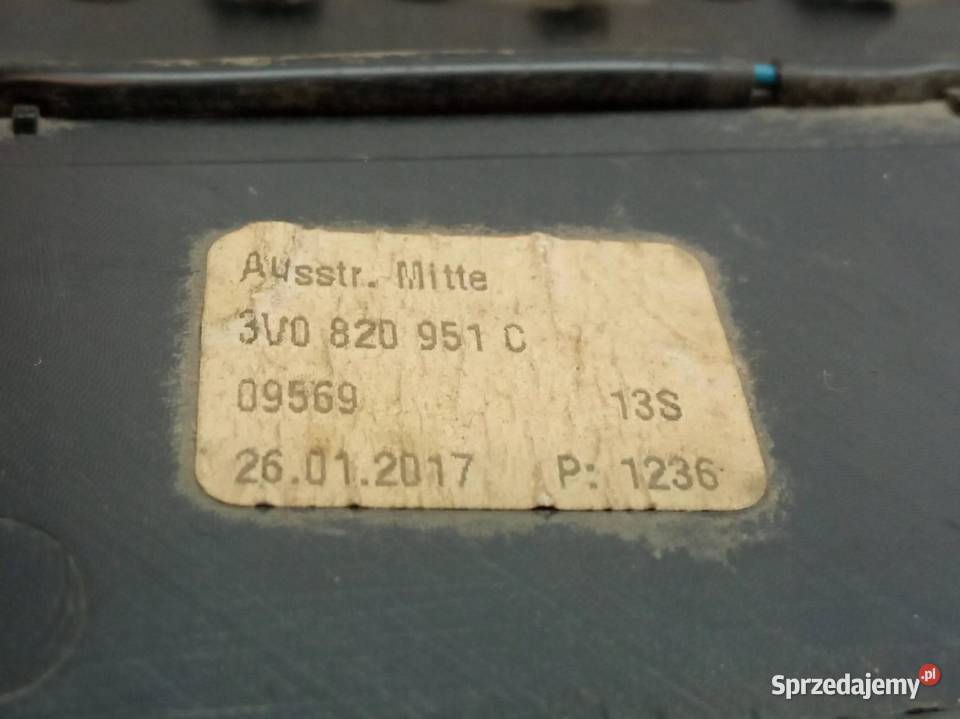 Ausstr. Mitte
3V0 820 951 C
09569 13S
26.01.2017 P: 1236
Sprzedajemy.pl